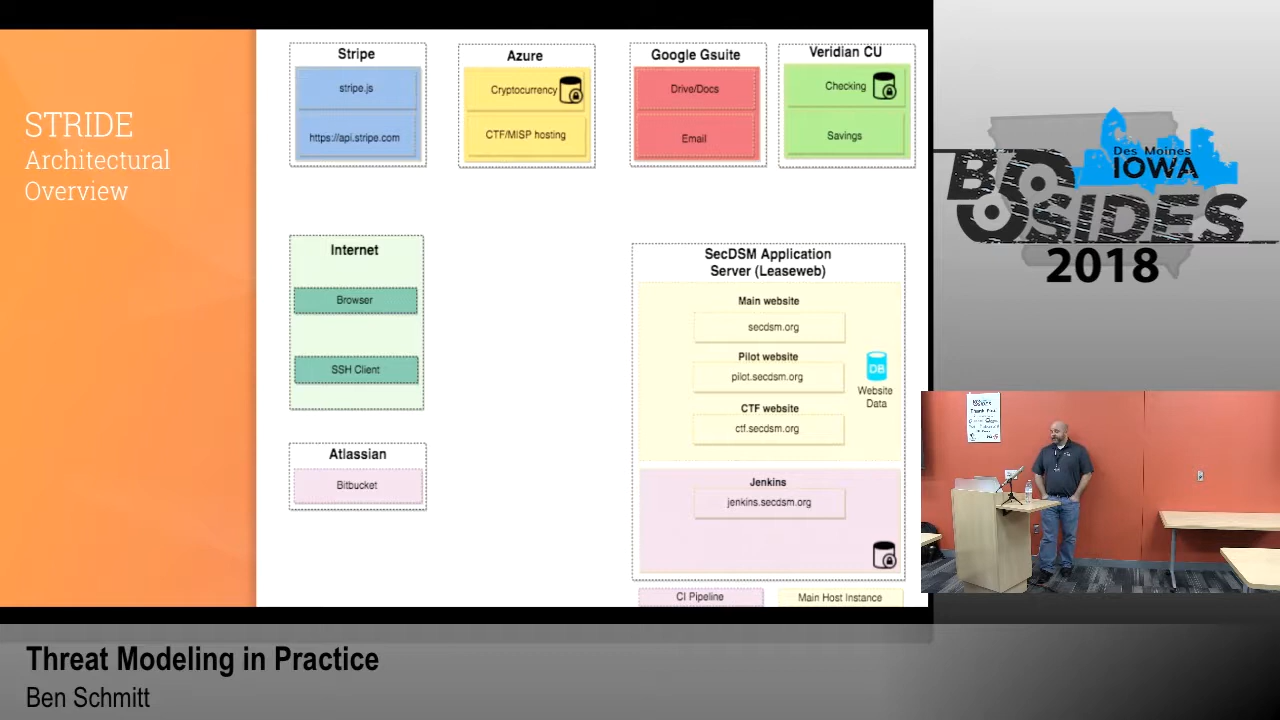 STRIDE
Architectural
Overview
Stripe
stripe.js
https://api.stripe.com
Azure
Cryptocurrency
CTF/MISP hosting
Google Gsuite
Drive/Docs
Email
Veridian CU
Checking
Savings
Internet
Browser
SSH Client
Atlassian
Bitbucket
SecDSM Application
Server (Leaseweb)
Main website
secdsm.org
Pilot website
pilot.secdsm.org
CTF website
ctf.secdsm.org
DB
Website
Data
Jenkins
jenkins.secdsm.org
CI Pipeline
Main Host Instance
Des Moines
IOWA
BSIDES
2018
Threat Modeling in Practice
Ben Schmitt